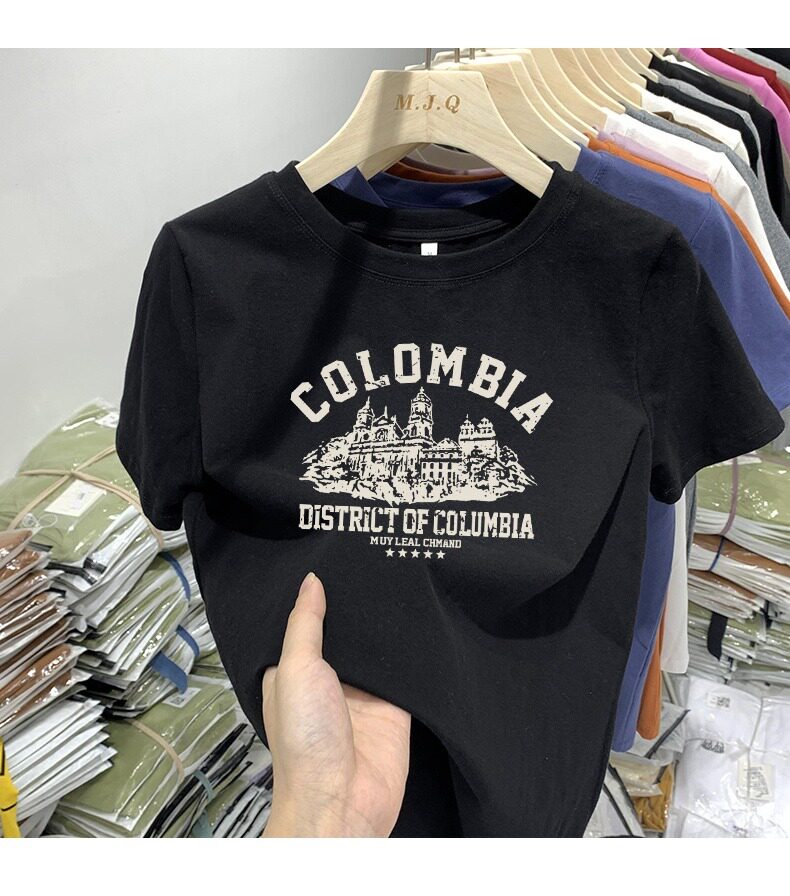 M.J.Q
COLOMBIA
DISTRICT OF COLUMBIA
MUY LEAL CHMAND